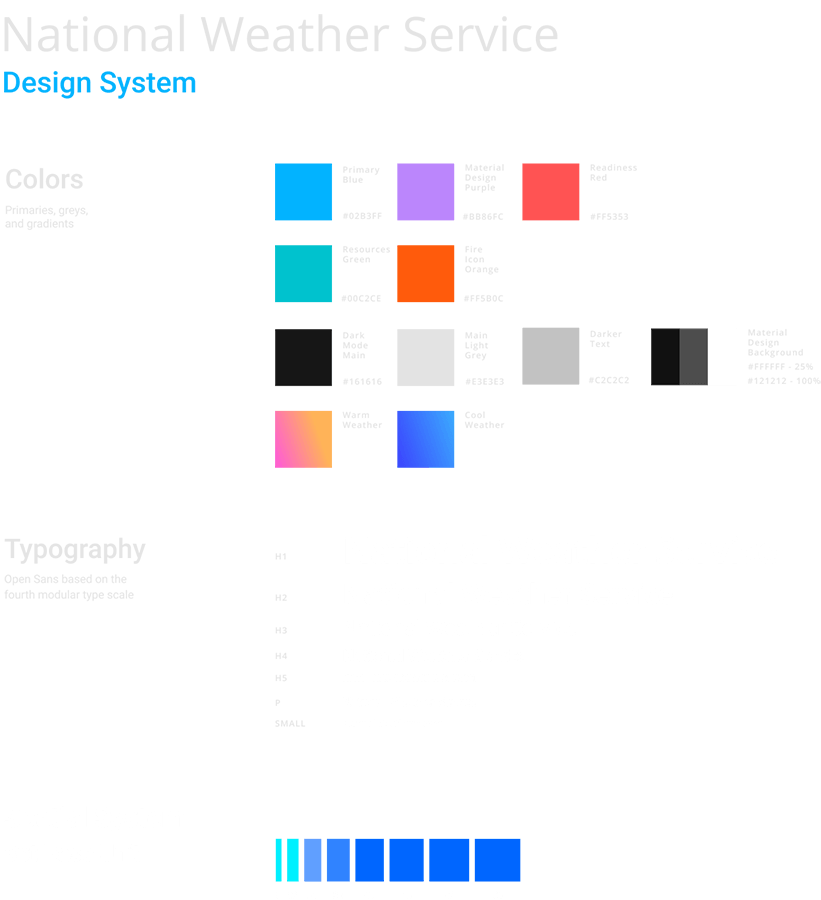 National Weather Service
Design System
Colors
Primaries, greys,
and gradients
Primary
Blue
#02B3FF
Material
Design
Purple
#BB86FC
Readiness
Red
#FF5353
Resources
Green
#00C2CE
Fire
Icon
Orange
#FF5B0C
Dark
Mode
Main
#161616
Main
Light
Grey
#E3E3E3
Darker
Text
#C2C2C2
Material
Design
Background
#FFFFFF - 25%
#121212 - 100%
Warm
Weather
Cool
Weather
Typography
Open Sans based on the
fourth modular type scale
H1
H2
H3
H4
H5
P
SMALL